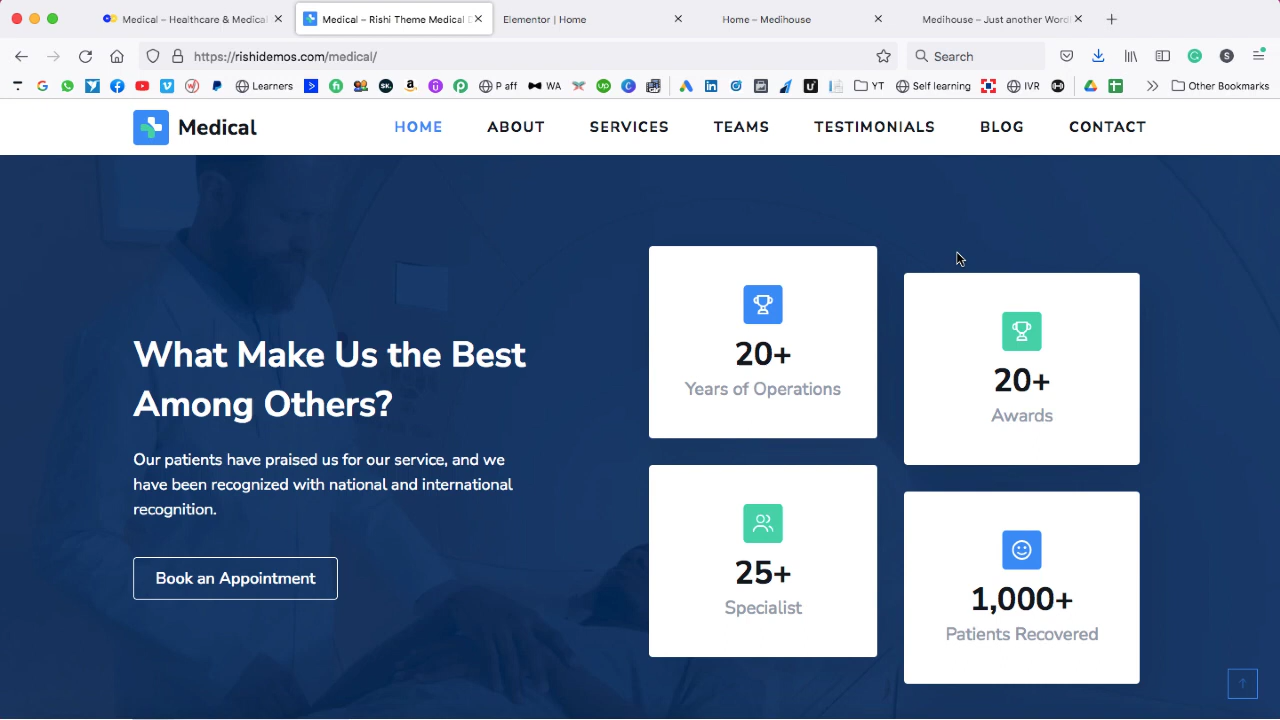 Medical – Healthcare & Medical
Medical – Rishi Theme Medical
Elementor | Home
Home – Medihouse
Medihouse – Just another Word
https://rishidemos.com/medical/
Search
Learners
P aff
WA
YT
Self learning
IVR
Other Bookmarks
Medical
HOME
ABOUT
SERVICES
TEAMS
TESTIMONIALS
BLOG
CONTACT
What Make Us the Best
Among Others?
Our patients have praised us for our service, and we
have been recognized with national and international
recognition.
Book an Appointment
20+
Years of Operations
20+
Awards
25+
Specialist
1,000+
Patients Recovered